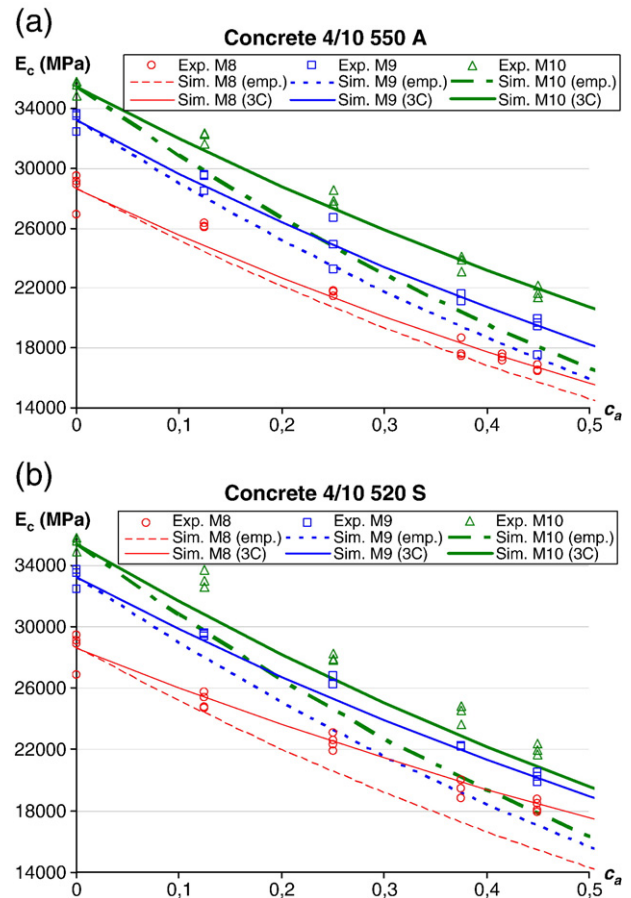 (a)
Concrete 4/10 550 A
E_c (MPa)
Exp. M8 Exp. M9 Exp. M10
Sim. M8 (emp.) Sim. M9 (emp.) Sim. M10 (emp.)
Sim. M8 (3C) Sim. M9 (3C) Sim. M10 (3C)
34000
30000
26000
22000
18000
14000
0 0,1 0,2 0,3 0,4 0,5
c_a
(b)
Concrete 4/10 520 S
E_c (MPa)
Exp. M8 Exp. M9 Exp. M10
Sim. M8 (emp.) Sim. M9 (emp.) Sim. M10 (emp.)
Sim. M8 (3C) Sim. M9 (3C) Sim. M10 (3C)
34000
30000
26000
22000
18000
14000
0 0,1 0,2 0,3 0,4 0,5
c_a